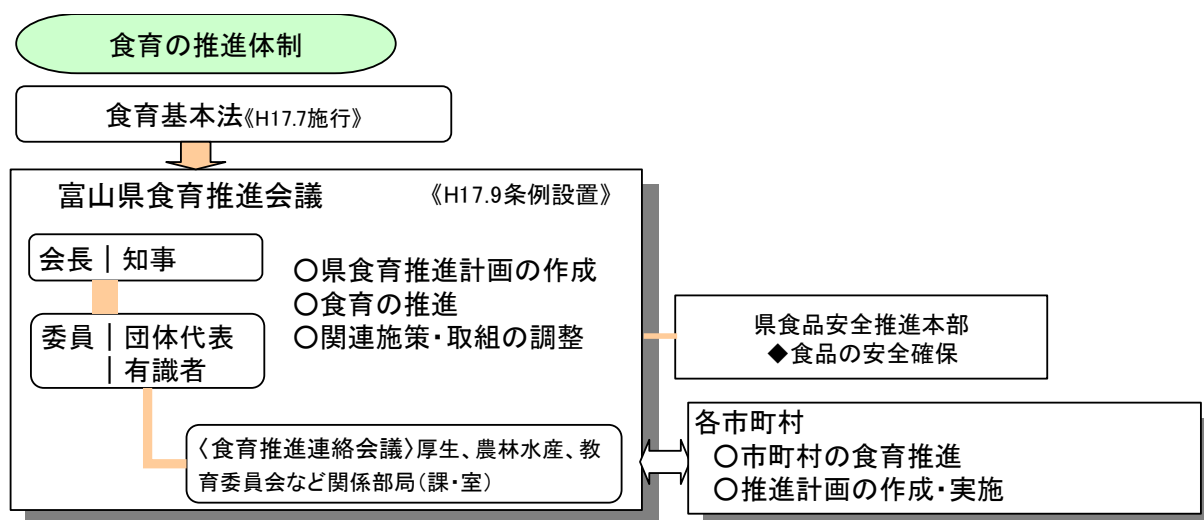 食育の推進体制
食育基本法《H17.7施行》
富山県食育推進会議 《H17.9条例設置》
会長｜知事
委員｜団体代表
｜有識者
○県食育推進計画の作成
○食育の推進
○関連施策・取組の調整
〈食育推進連絡会議〉厚生、農林水産、教
育委員会など関係部局（課・室）
県食品安全推進本部
◆食品の安全確保
各市町村
○市町村の食育推進
○推進計画の作成・実施